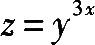 z = y^{3x}